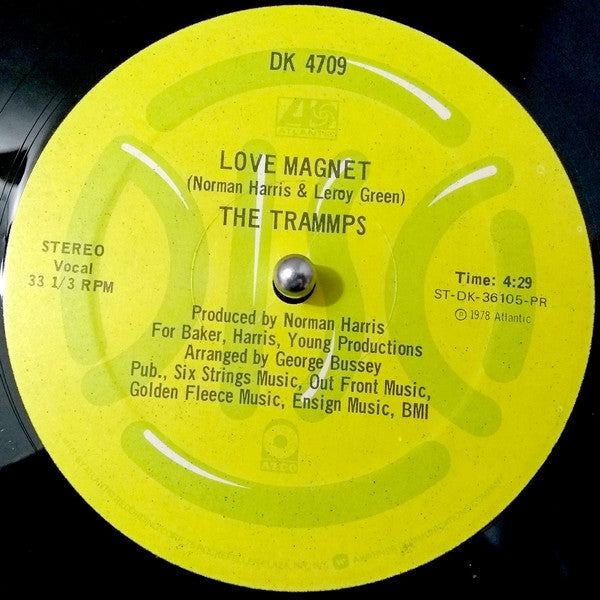 DK 4709
ATLANTIC
LOVE MAGNET
(Norman Harris & Leroy Green)
THE TRAMMPS
STEREO
Vocal
33 1/3 RPM
Time: 4:29
ST-DK-36105-PR
Ⓟ 1978 Atlantic
Produced by Norman Harris
For Baker, Harris, Young Productions
Arranged by George Bussey
Pub., Six Strings Music, Out Front Music,
Golden Fleece Music, Ensign Music, BMI
ATCO